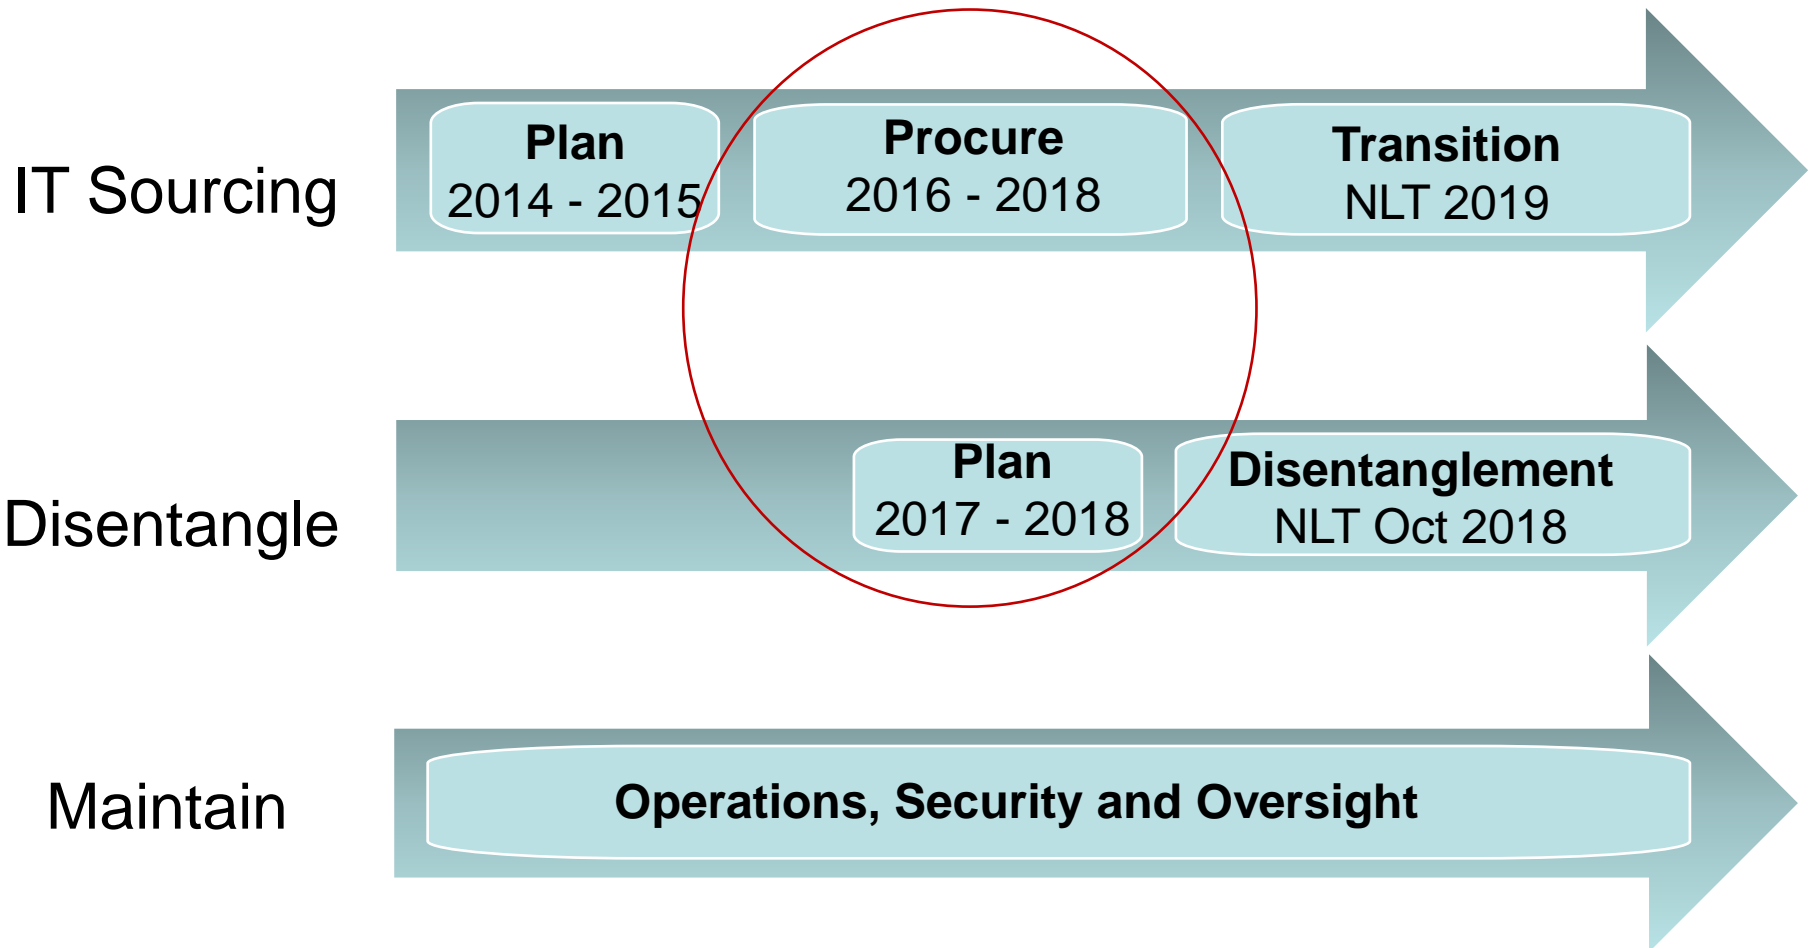 IT Sourcing
Plan
2014 - 2015
Procure
2016 - 2018
Transition
NLT 2019
Disentangle
Plan
2017 - 2018
Disentanglement
NLT Oct 2018
Maintain
Operations, Security and Oversight